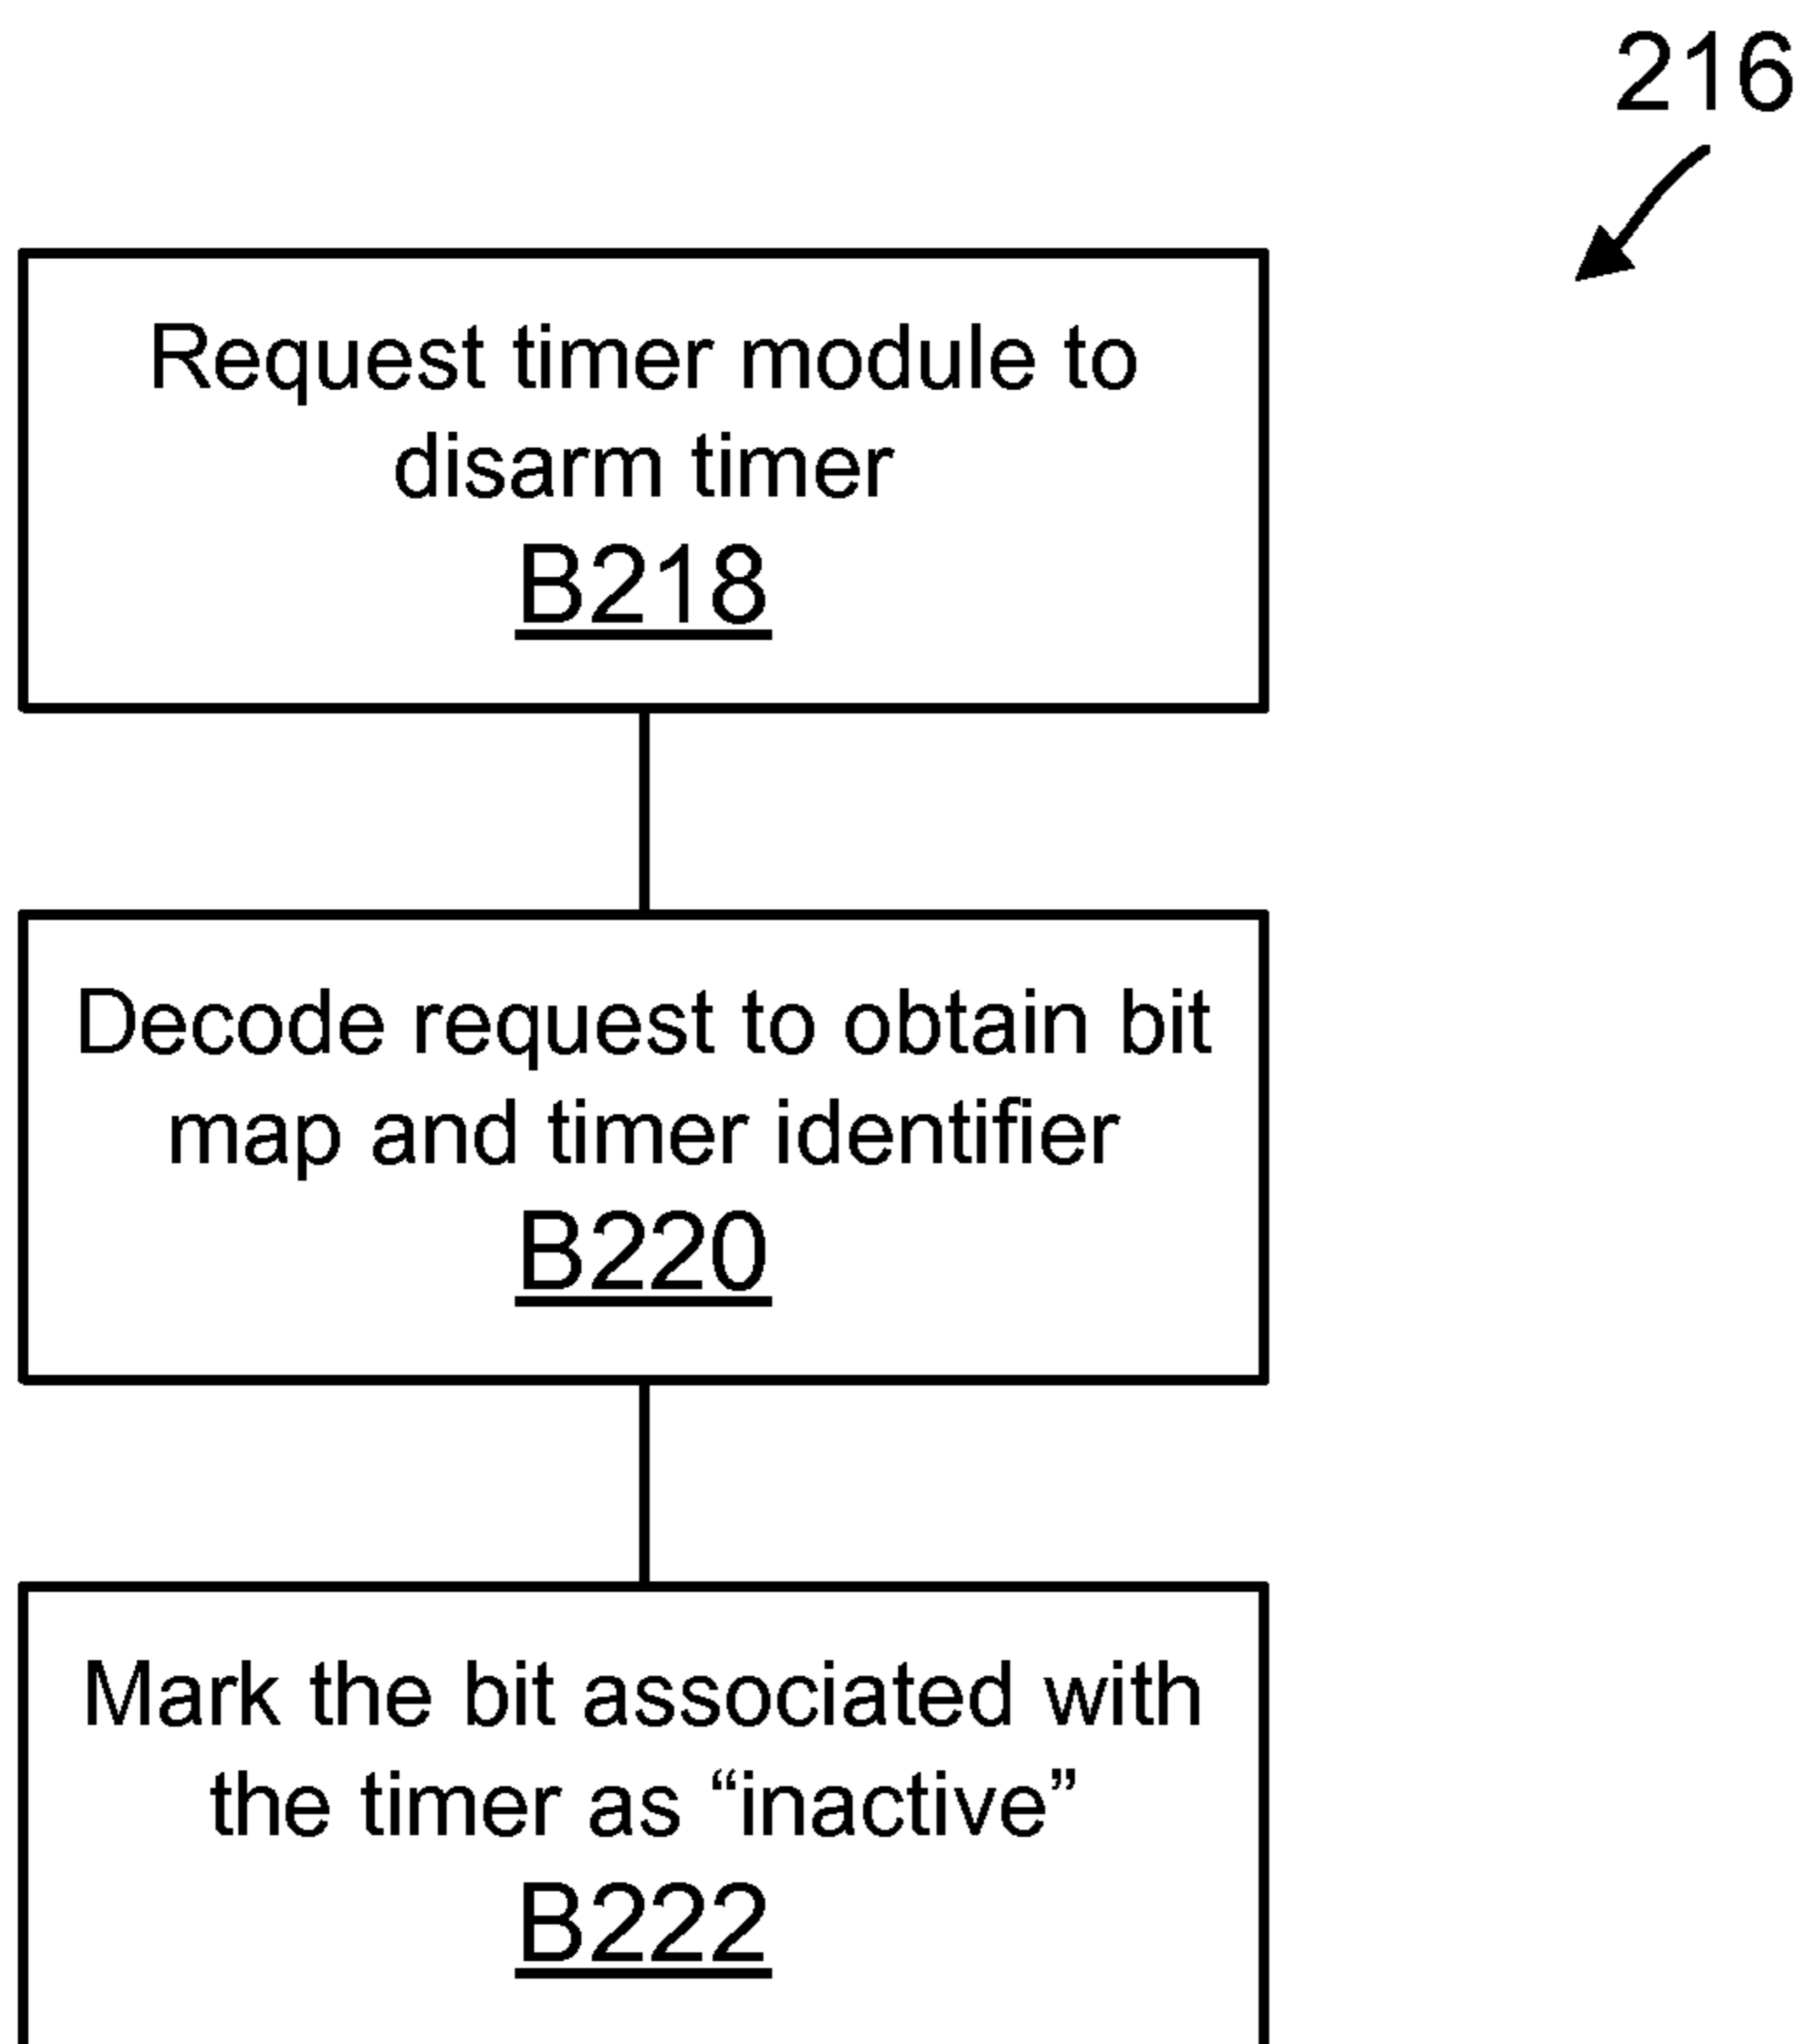 216
Request timer module to
disarm timer
B218
Decode request to obtain bit
map and timer identifier
B220
Mark the bit associated with
the timer as “inactive”
B222